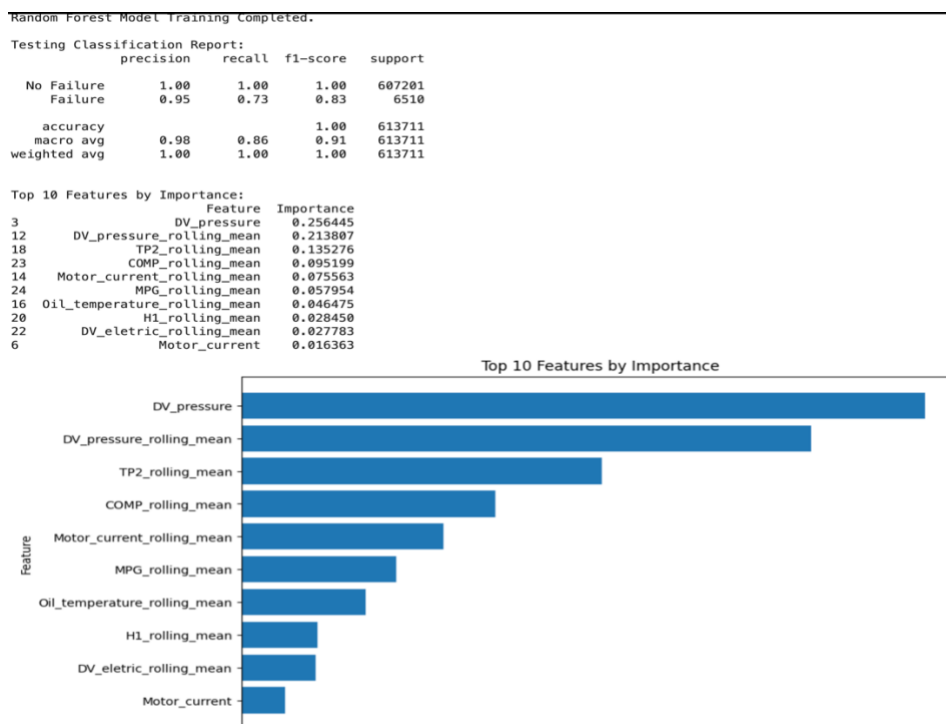 Random Forest Model Training Completed.
Testing Classification Report:
precision recall f1-score support
No Failure 1.00 1.00 1.00 607201
Failure 0.95 0.73 0.83 6510
accuracy 1.00 613711
macro avg 0.98 0.86 0.91 613711
weighted avg 1.00 1.00 1.00 613711
Top 10 Features by Importance:
Feature Importance
3 DV_pressure 0.256445
12 DV_pressure_rolling_mean 0.213807
18 TP2_rolling_mean 0.135276
23 COMP_rolling_mean 0.095199
14 Motor_current_rolling_mean 0.075563
24 MPG_rolling_mean 0.057954
16 Oil_temperature_rolling_mean 0.046475
20 H1_rolling_mean 0.028450
22 DV_eletric_rolling_mean 0.027783
6 Motor_current 0.016363
Top 10 Features by Importance
DV_pressure
DV_pressure_rolling_mean
TP2_rolling_mean
COMP_rolling_mean
Motor_current_rolling_mean
Feature
MPG_rolling_mean
Oil_temperature_rolling_mean
H1_rolling_mean
DV_eletric_rolling_mean
Motor_current